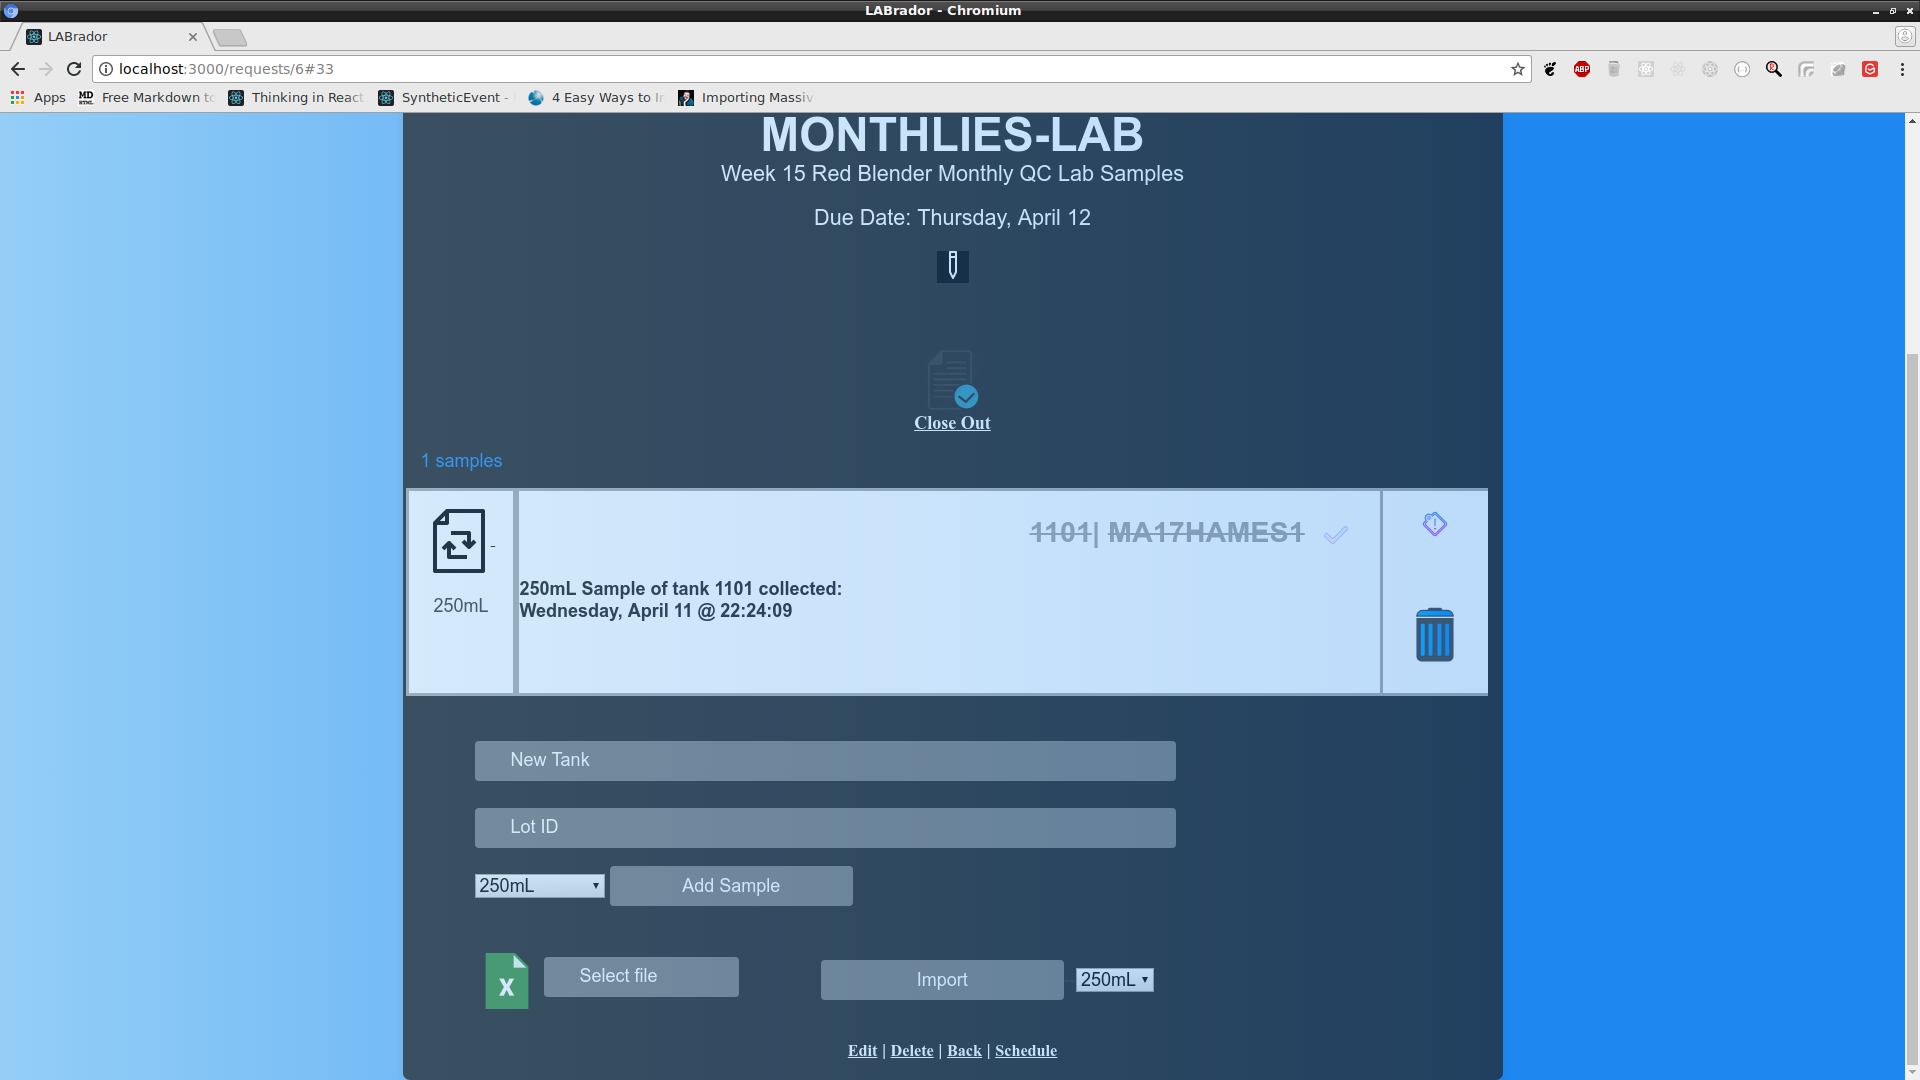 LABrador - Chromium
LABrador
localhost:3000/requests/6#33
Apps
Free Markdown to
Thinking in React
SyntheticEvent -
4 Easy Ways to
Importing Massiv
MONTHLIES-LAB
Week 15 Red Blender Monthly QC Lab Samples
Due Date: Thursday, April 12
Close Out
1 samples
1101| MA17HAMES1
-
250mL
250mL Sample of tank 1101 collected:
Wednesday, April 11 @ 22:24:09
New Tank
Lot ID
250mL
Add Sample
X
Select file
Import
250mL
Edit | Delete | Back | Schedule